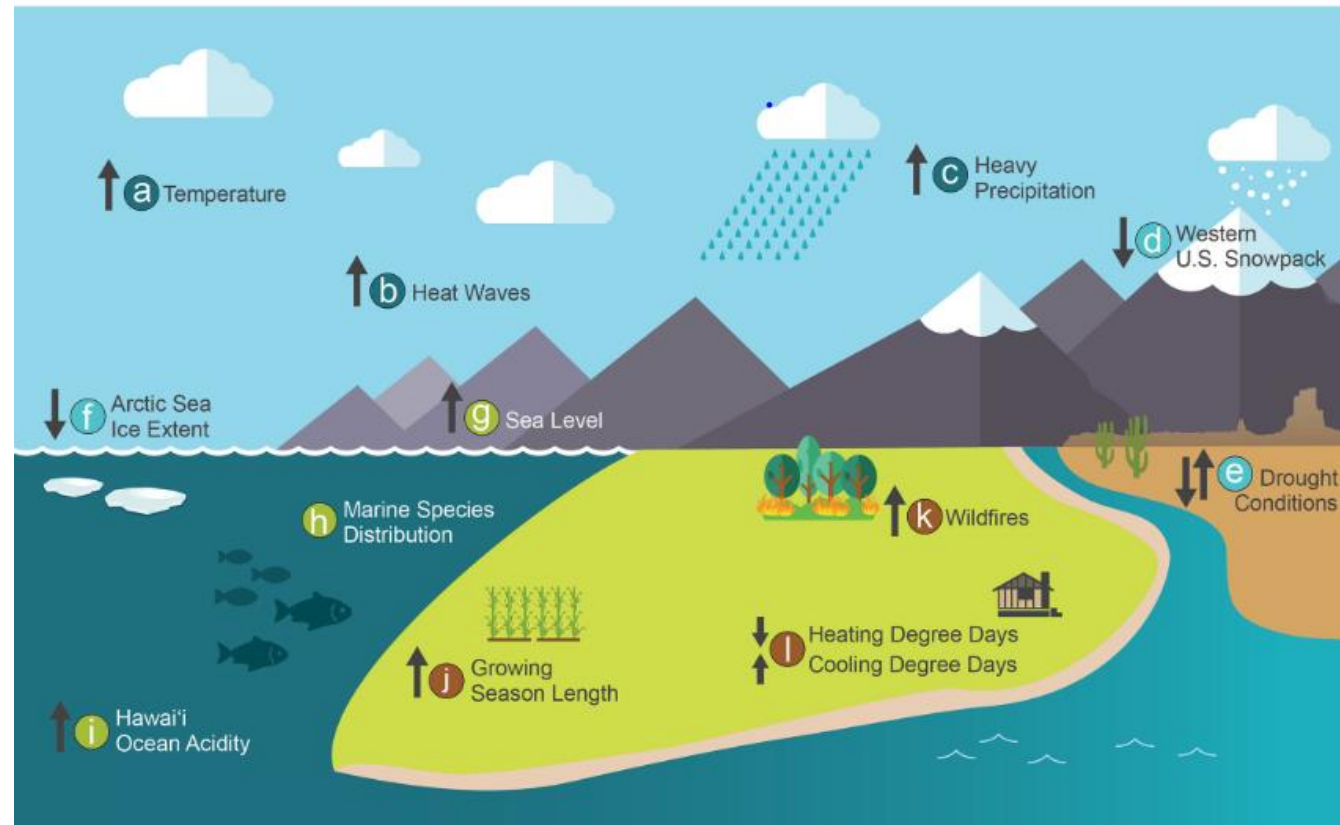 a Temperature
c Heavy
Precipitation
d Western
U.S. Snowpack
b Heat Waves
f Arctic Sea
Ice Extent
g Sea Level
e Drought
Conditions
h Marine Species
Distribution
k Wildfires
j Growing
Season Length
l Heating Degree Days
Cooling Degree Days
i Hawaiʻi
Ocean Acidity